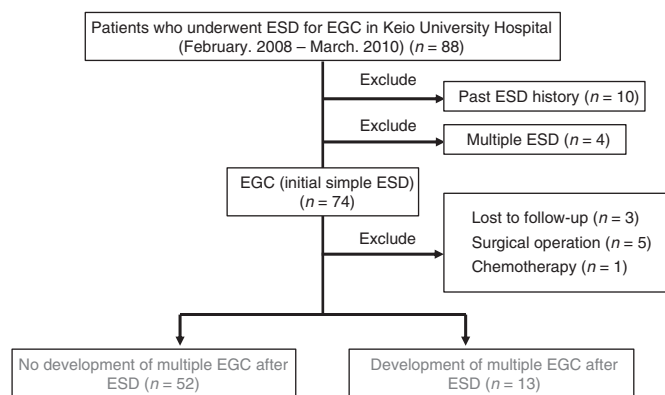 Patients who underwent ESD for EGC in Keio University Hospital
(February. 2008 – March. 2010) (n = 88)
Exclude
Past ESD history (n = 10)
Exclude
Multiple ESD (n = 4)
EGC (initial simple ESD)
(n = 74)
Exclude
Lost to follow-up (n = 3)
Surgical operation (n = 5)
Chemotherapy (n = 1)
No development of multiple EGC after
ESD (n = 52)
Development of multiple EGC after
ESD (n = 13)